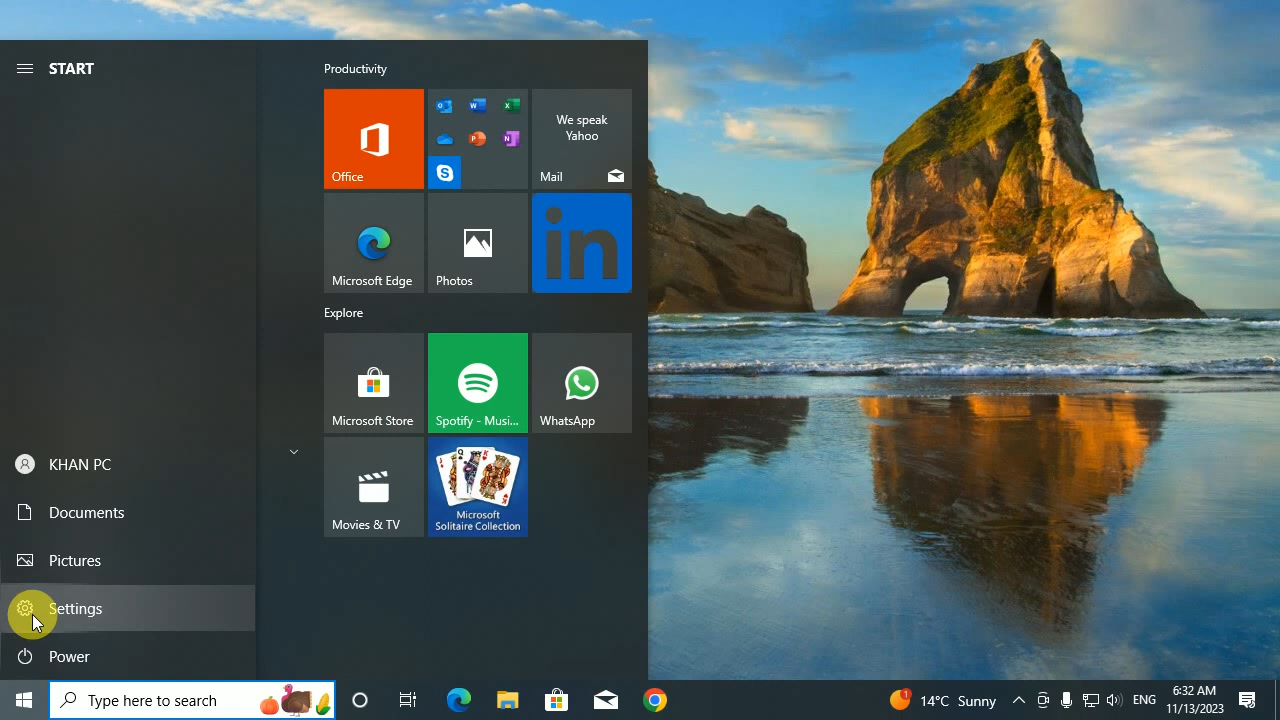 START
KHAN PC
Documents
Pictures
Settings
Power
Productivity
Office
We speak
Yahoo
Mail
Microsoft Edge
Photos
in
Explore
Microsoft Store
Spotify - Musi...
WhatsApp
Movies & TV
Microsoft
Solitaire Collection
Type here to search
1
14°C Sunny
ENG
6:32 AM
11/13/2023